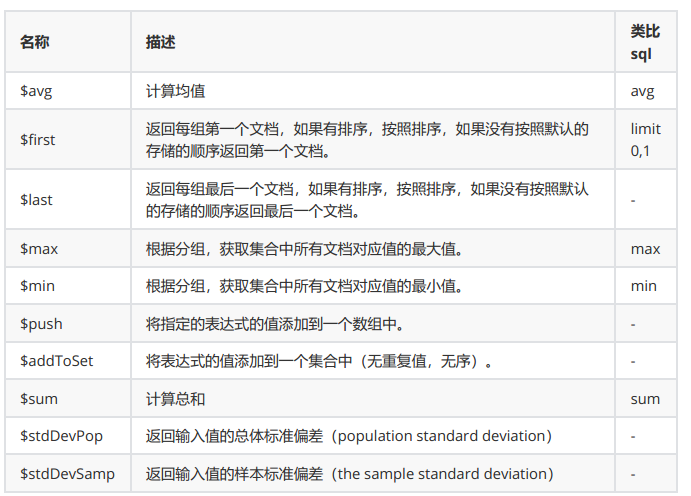 名称 描述 类比
sql
$avg 计算均值 avg
$first 返回每组第一个文档，如果有排序，按照排序，如果没有按照默认的 limit
存储的顺序返回第一个文档。 0,1
$last 返回每组最后一个文档，如果有排序，按照排序，如果没有按照默认 -
的存储的顺序返回最后一个文档。
$max 根据分组，获取集合中所有文档对应值的最大值。 max
$min 根据分组，获取集合中所有文档对应值的最小值。 min
$push 将指定的表达式的值添加到一个数组中。 -
$addToSet 将表达式的值添加到一个集合中（无重复值，无序）。 -
$sum 计算总和 sum
$stdDevPop 返回输入值的总体标准偏差（population standard deviation） -
$stdDevSamp 返回输入值的样本标准偏差（the sample standard deviation） -